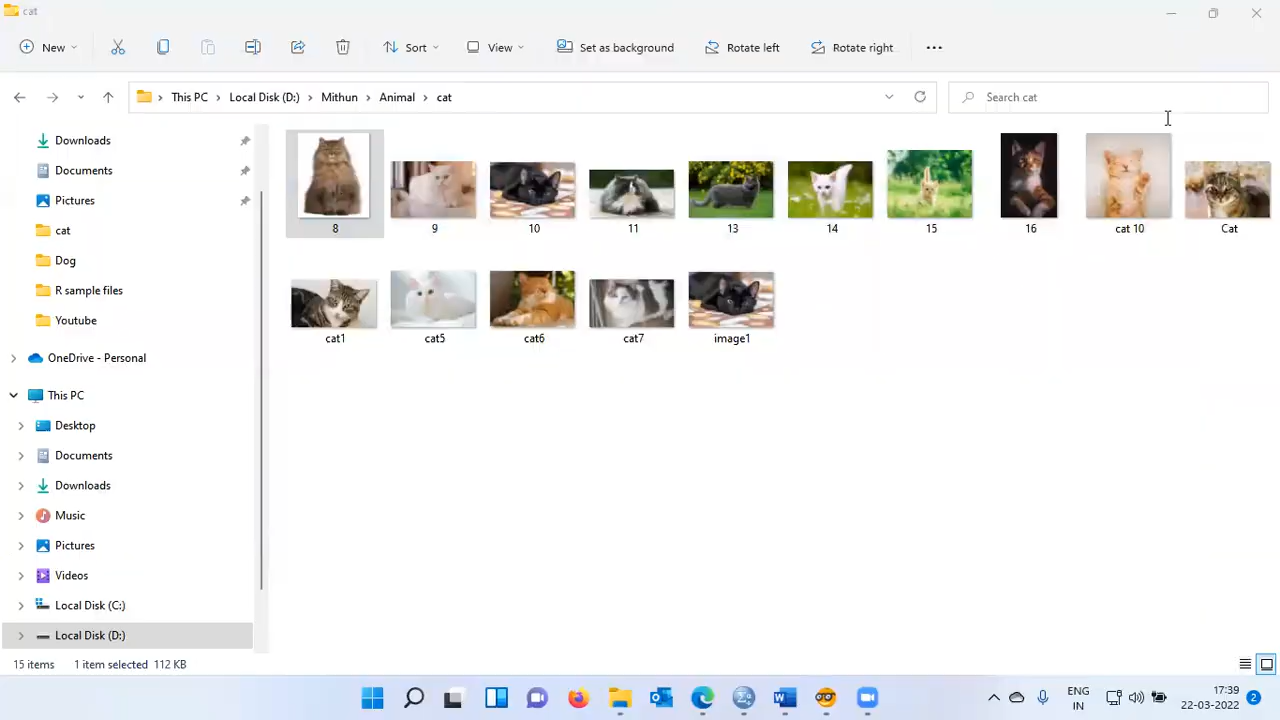 cat
New
Sort
View
Set as background
Rotate left
Rotate right
This PC
Local Disk (D:)
Mithun
Animal
cat
Search cat
Downloads
Documents
Pictures
cat
Dog
R sample files
Youtube
OneDrive - Personal
This PC
Desktop
Documents
Downloads
Music
Pictures
Videos
Local Disk (C:)
Local Disk (D:)
8
9
10
11
13
14
15
16
cat 10
Cat
cat1
cat5
cat6
cat7
image1
15 items
1 item selected 112 KB
ENG
IN
17:39
22-03-2022
2